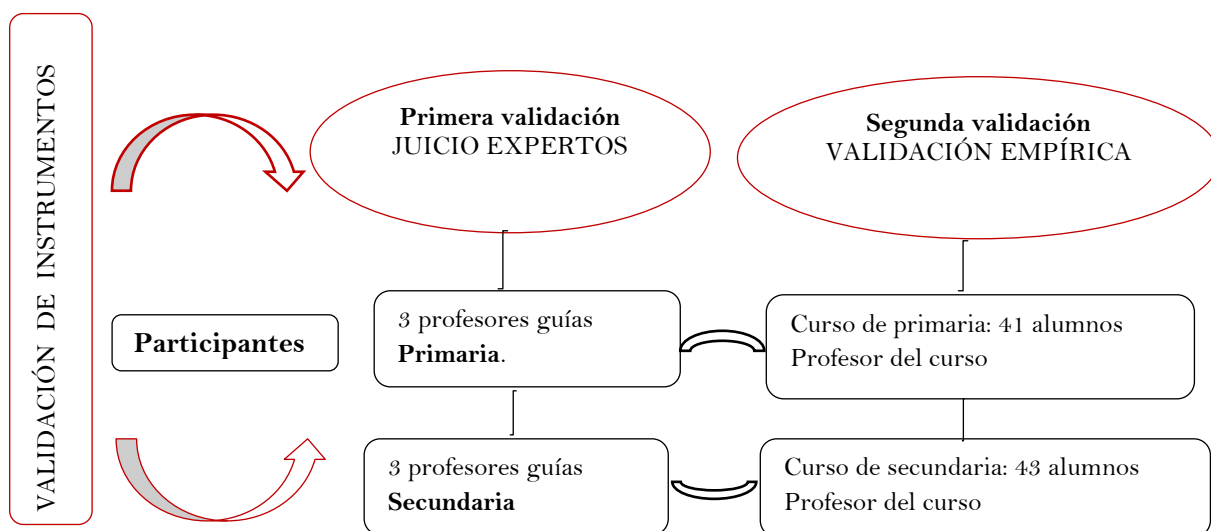 VALIDACIÓN DE INSTRUMENTOS
Primera validación
JUICIO EXPERTOS
Segunda validación
VALIDACIÓN EMPÍRICA
Participantes
3 profesores guías
Primaria.
Curso de primaria: 41 alumnos
Profesor del curso
3 profesores guías
Secundaria
Curso de secundaria: 43 alumnos
Profesor del curso